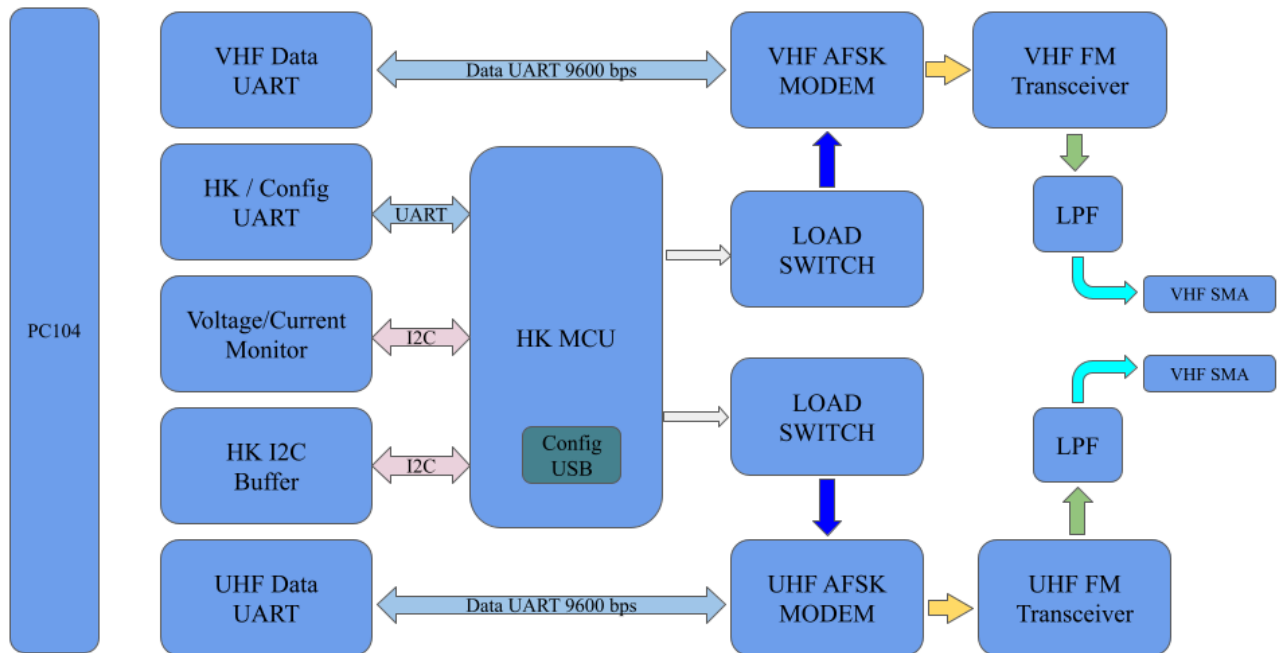 PC104
VHF Data
UART
Data UART 9600 bps
VHF AFSK
MODEM
VHF FM
Transceiver
HK / Config
UART
UART
LOAD
SWITCH
LPF
Voltage/Current
Monitor
I2C
HK MCU
VHF SMA
VHF SMA
HK I2C
Buffer
I2C
Config
USB
LOAD
SWITCH
LPF
UHF Data
UART
Data UART 9600 bps
UHF AFSK
MODEM
UHF FM
Transceiver